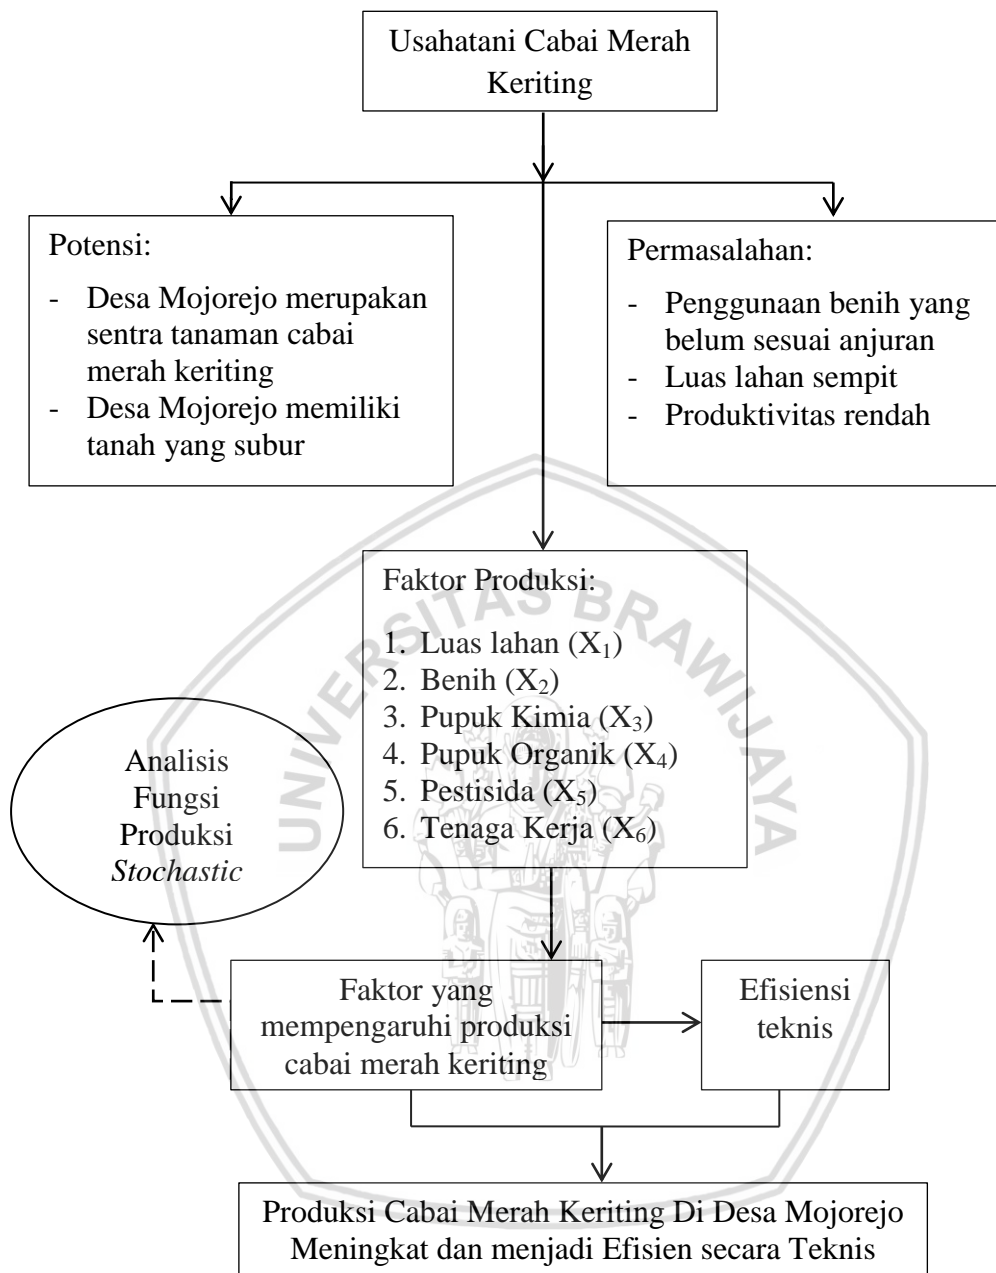 Usahatani Cabai Merah
Keriting
Potensi:
- Desa Mojorejo merupakan
sentra tanaman cabai
merah keriting
- Desa Mojorejo memiliki
tanah yang subur
Permasalahan:
- Penggunaan benih yang
belum sesuai anjuran
- Luas lahan sempit
- Produktivitas rendah
Faktor Produksi:
1. Luas lahan (X₁)
2. Benih (X₂)
3. Pupuk Kimia (X₃)
4. Pupuk Organik (X₄)
5. Pestisida (X₅)
6. Tenaga Kerja (X₆)
UNIVERSITAS BRAWIJAYA
Analisis
Fungsi
Produksi
Stochastic
Faktor yang
mempengaruhi produksi
cabai merah keriting
Efisiensi
teknis
Produksi Cabai Merah Keriting Di Desa Mojorejo
Meningkat dan menjadi Efisien secara Teknis